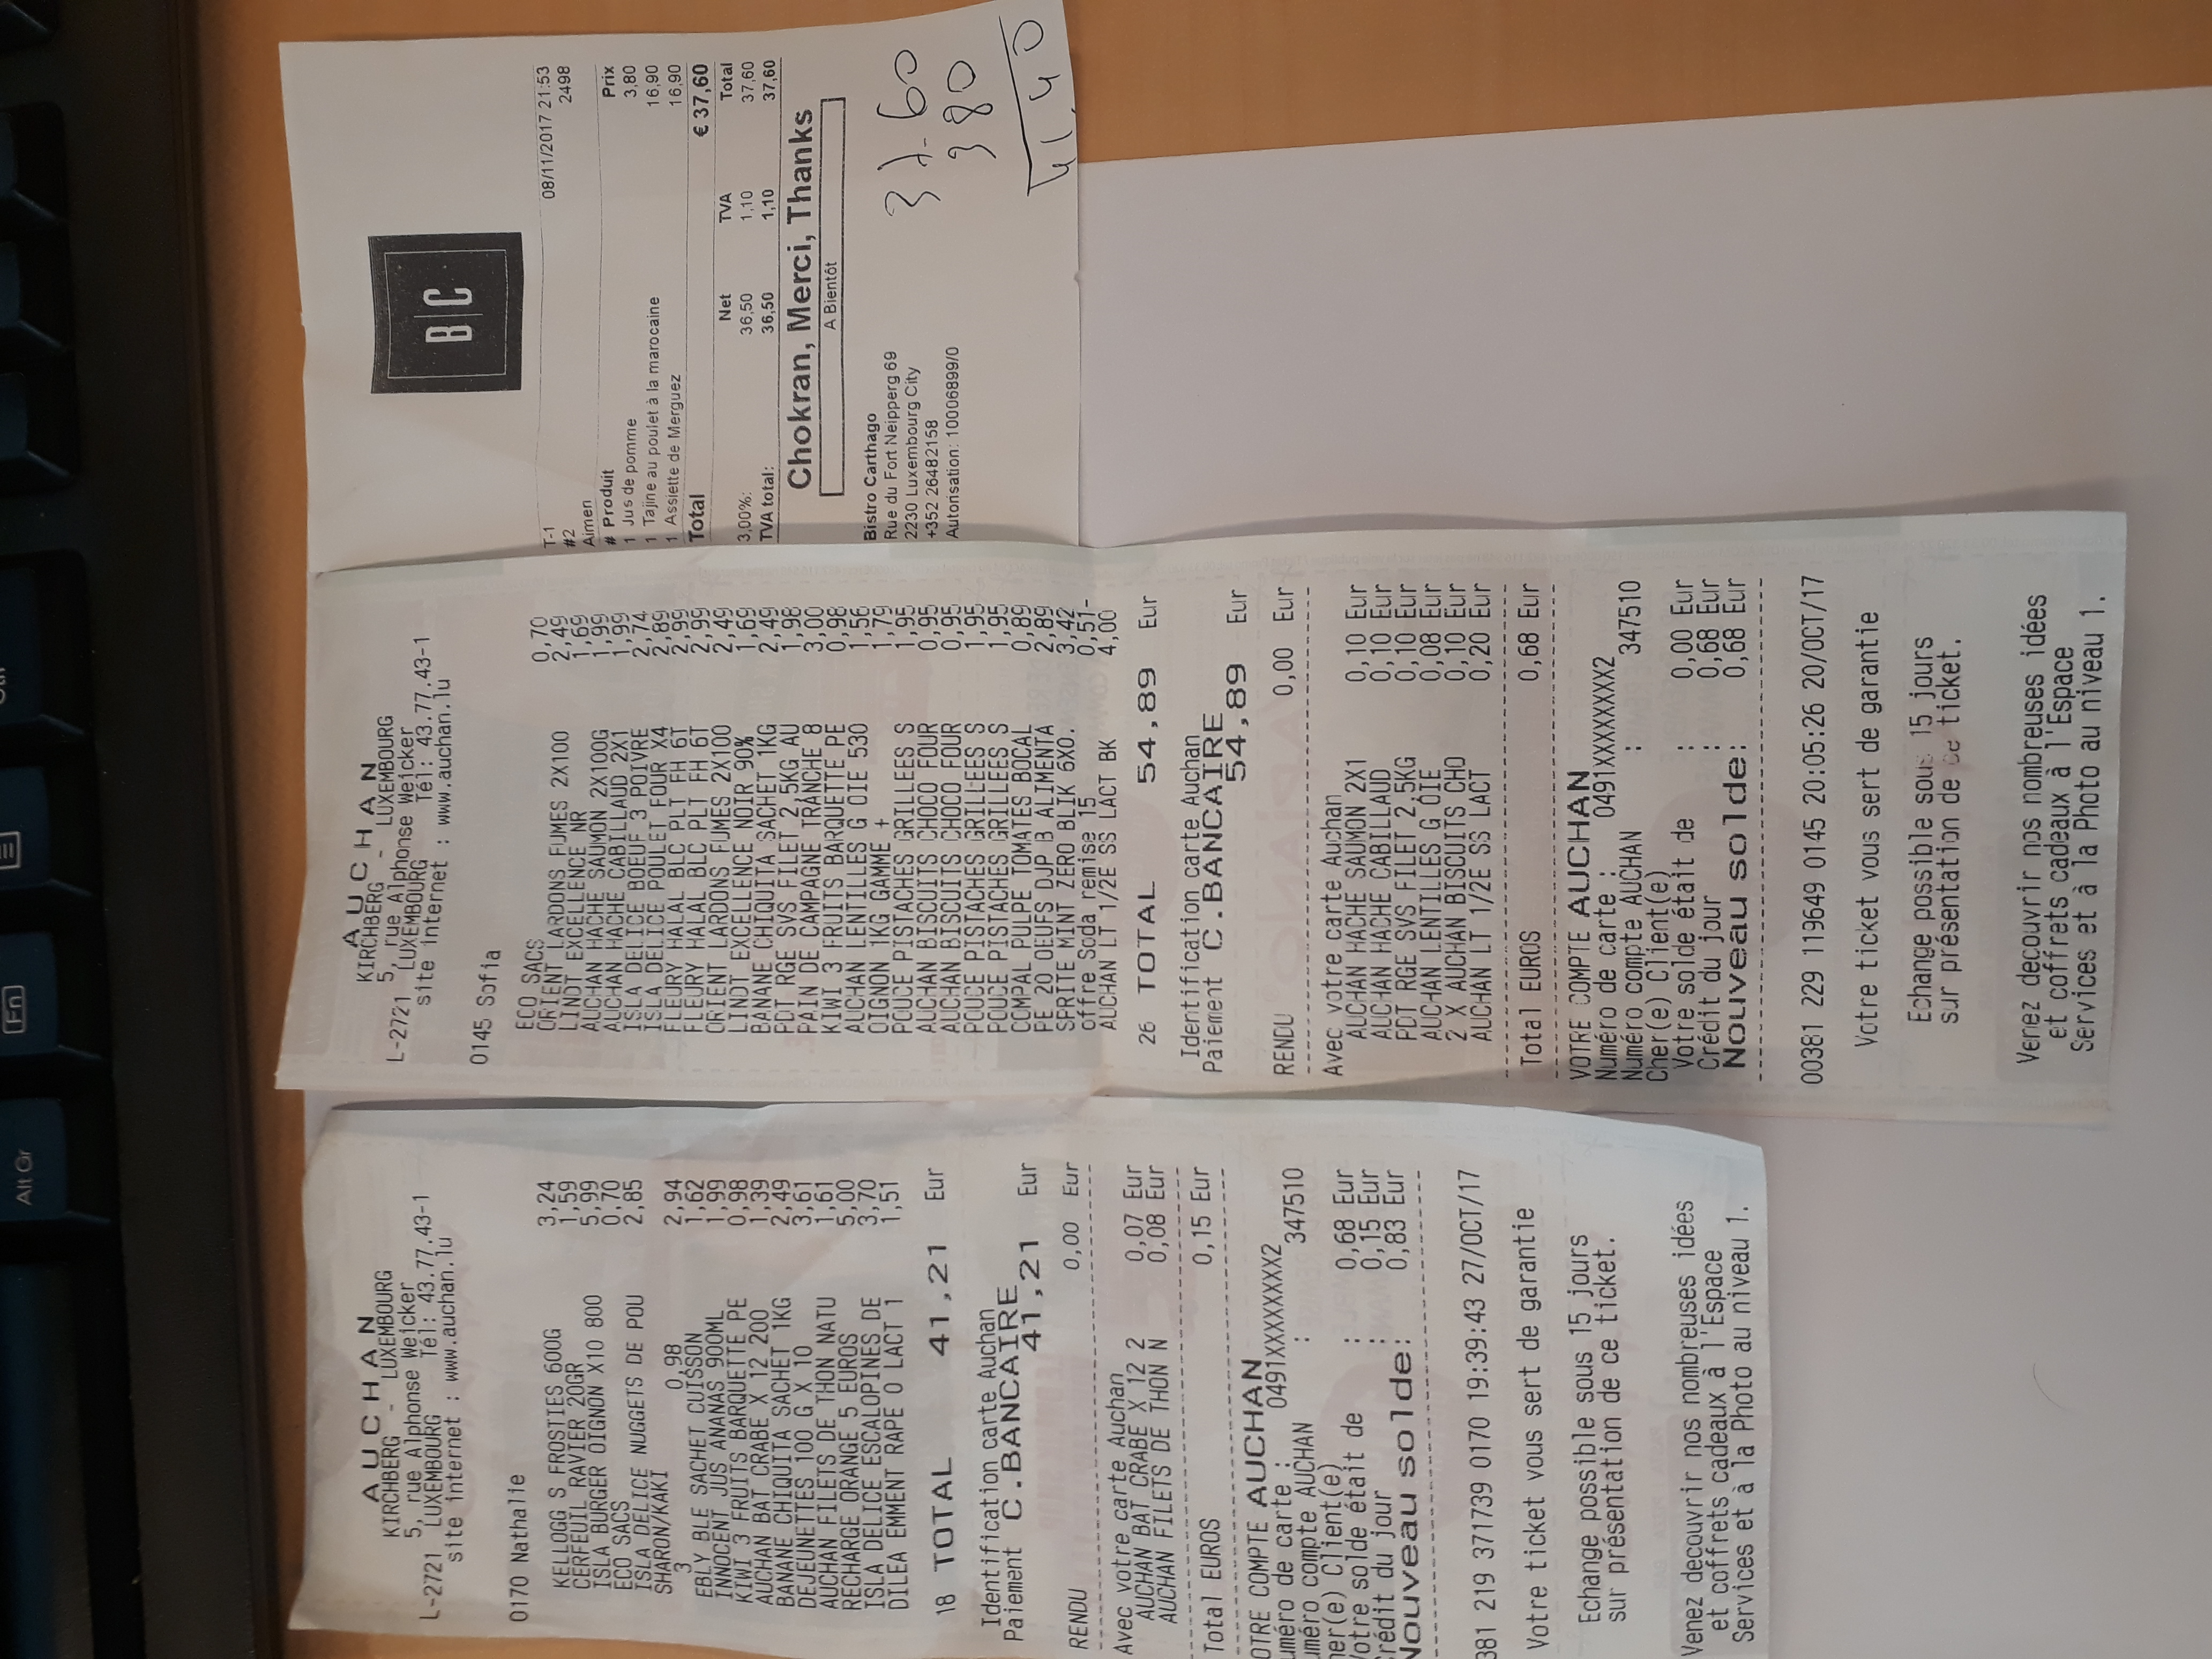 Alt Gr
Fn
AUCHAN
KIRCHBERG - LUXEMBOURG
5, rue Alphonse Weicker
L-2721 LUXEMBOURG Tél: 43.77.43-1
site internet : www.auchan.lu
0170 Nathalie
KELLOGG S FROSTIES 600G 3,24
CERFEUIL RAVIER 20GR 1,59
ISLA BURGER OIGNON X10 800 5,99
ECO SACS 0,70
ISLA DELICE NUGGETS DE POU 2,85
SHARON/KAKI
3 0,98 2,94
EBLY BLE SACHET CUISSON 1,62
INNOCENT JUS ANANAS 900ML 1,99
KIWI 3 FRUITS BARQUETTE PE 0,98
AUCHAN BAT CRABE X 12 200 1,39
BANANE CHIQUITA SACHET 1KG 2,49
DEJEUNETTES 100 G X 10 3,61
AUCHAN FILETS DE THON NATU 1,61
RECHARGE ORANGE 5 EUROS 5,00
ISLA DELICE ESCALOPINES DE 3,70
DILEA EMMENT RAPE O LACT 1 1,51
18 TOTAL 41,21 Eur
Identification carte Auchan
Paiement C.BANCAIRE
41,21 Eur
RENDU 0,00 Eur
Avec votre carte Auchan
AUCHAN BAT CRABE X 12 2 0,07 Eur
AUCHAN FILETS DE THON N 0,08 Eur
Total EUROS 0,15 Eur
OTRE COMPTE AUCHAN
uméro de carte : 0491XXXXXXXX2
uméro compte AUCHAN : 347510
her(e) Client(e)
Votre solde était de : 0,68 Eur
Crédit du jour : 0,15 Eur
Nouveau solde: 0,83 Eur
381 219 371739 0170 19:39:43 27/OCT/17
Votre ticket vous sert de garantie
Echange possible sous 15 jours
sur présentation de ce ticket.
Venez decouvrir nos nombreuses idées
et coffrets cadeaux à l'Espace
Services et à la Photo au niveau 1.
AUCHAN
KIRCHBERG - LUXEMBOURG
5, rue Alphonse Weicker
L-2721 LUXEMBOURG Tél: 43.77.43-1
site internet : www.auchan.lu
0145 Sofia
ECO SACS 0,70
ORIENT LARDONS FUMES 2X100 2,49
LINDT EXCELLENCE NR 1,69
AUCHAN HACHE SAUMON 2X100G 1,99
AUCHAN HACHE CABILLAUD 2X1 1,99
ISLA DELICE BOEUF 3 POIVRE 2,74
ISLA DELICE POULET FOUR X4 2,89
FLEURY HALAL BLC PLT FH 6T 2,99
FLEURY HALAL BLC PLT FH 6T 2,99
ORIENT LARDONS FUMES 2X100 2,49
LINDT EXCELLENCE NOIR 90% 1,69
BANANE CHIQUITA SACHET 1KG 2,49
PDT RGE SVS FILET 2,5KG AU 1,98
PAIN DE CAMPAGNE TRANCHE 8 3,00
KIWI 3 FRUITS BARQUETTE PE 0,98
AUCHAN LENTILLES G OIE 530 1,56
OIGNON 1KG GAMME + 1,79
POUCE PISTACHES GRILLEES S 1,95
AUCHAN BISCUITS CHOCO FOUR 0,95
AUCHAN BISCUITS CHOCO FOUR 0,95
POUCE PISTACHES GRILLEES S 1,95
POUCE PISTACHES GRILLEES S 1,95
COMPAL PULPE TOMATES BOCAL 0,89
PE 20 OEUFS DJP B ALIMENTA 2,89
SPRITE MINT ZERO BLIK 6X0. 3,42
offre Soda remise 15 0,51-
AUCHAN LT 1/2E SS LACT BK 4,00
26 TOTAL 54,89 Eur
Identification carte Auchan
Paiement C.BANCAIRE
54,89 Eur
RENDU 0,00 Eur
Avec votre carte Auchan
AUCHAN HACHE SAUMON 2X1 0,10 Eur
AUCHAN HACHE CABILLAUD 0,10 Eur
PDT RGE SVS FILET 2,5KG 0,10 Eur
AUCHAN LENTILLES G OIE 0,08 Eur
2 X AUCHAN BISCUITS CHO 0,10 Eur
AUCHAN LT 1/2E SS LACT 0,20 Eur
Total EUROS 0,68 Eur
VOTRE COMPTE AUCHAN
Numéro de carte : 0491XXXXXXXX2
Numéro compte AUCHAN : 347510
Cher(e) Client(e)
Votre solde était de : 0,00 Eur
Crédit du jour : 0,68 Eur
Nouveau solde: 0,68 Eur
00381 229 119649 0145 20:05:26 20/OCT/17
Votre ticket vous sert de garantie
Echange possible sous 15 jours
sur présentation de ce ticket.
Venez decouvrir nos nombreuses idées
et coffrets cadeaux à l'Espace
Services et à la Photo au niveau 1.
B|C
T-1 08/11/2017 21:53
#2 2498
Aimen
# Produit Prix
1 Jus de pomme 3,80
1 Tajine au poulet à la marocaine 16,90
1 Assiette de Merguez 16,90
Total € 37,60
Net TVA Total
3,00%: 36,50 1,10 37,60
TVA total: 36,50 1,10 37,60
Chokran, Merci, Thanks
A Bientôt
Bistro Carthago
Rue du Fort Neipperg 69
2230 Luxembourg City
+352 26482158
Autorisation: 10006899/0
37.60
380
41.40